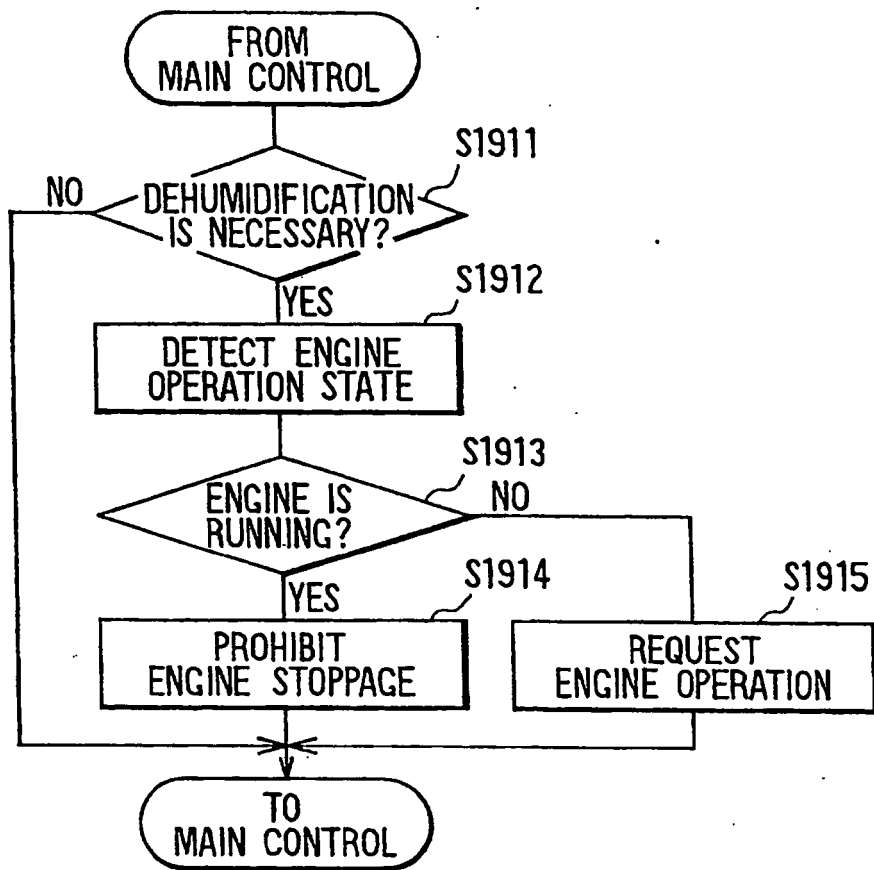 FROM
MAIN CONTROL
S1911
NO
DEHUMIDIFICATION
IS NECESSARY?
YES
S1912
DETECT ENGINE
OPERATION STATE
S1913
ENGINE IS
RUNNING?
NO
YES
S1914
PROHIBIT
ENGINE STOPPAGE
S1915
REQUEST
ENGINE OPERATION
TO
MAIN CONTROL